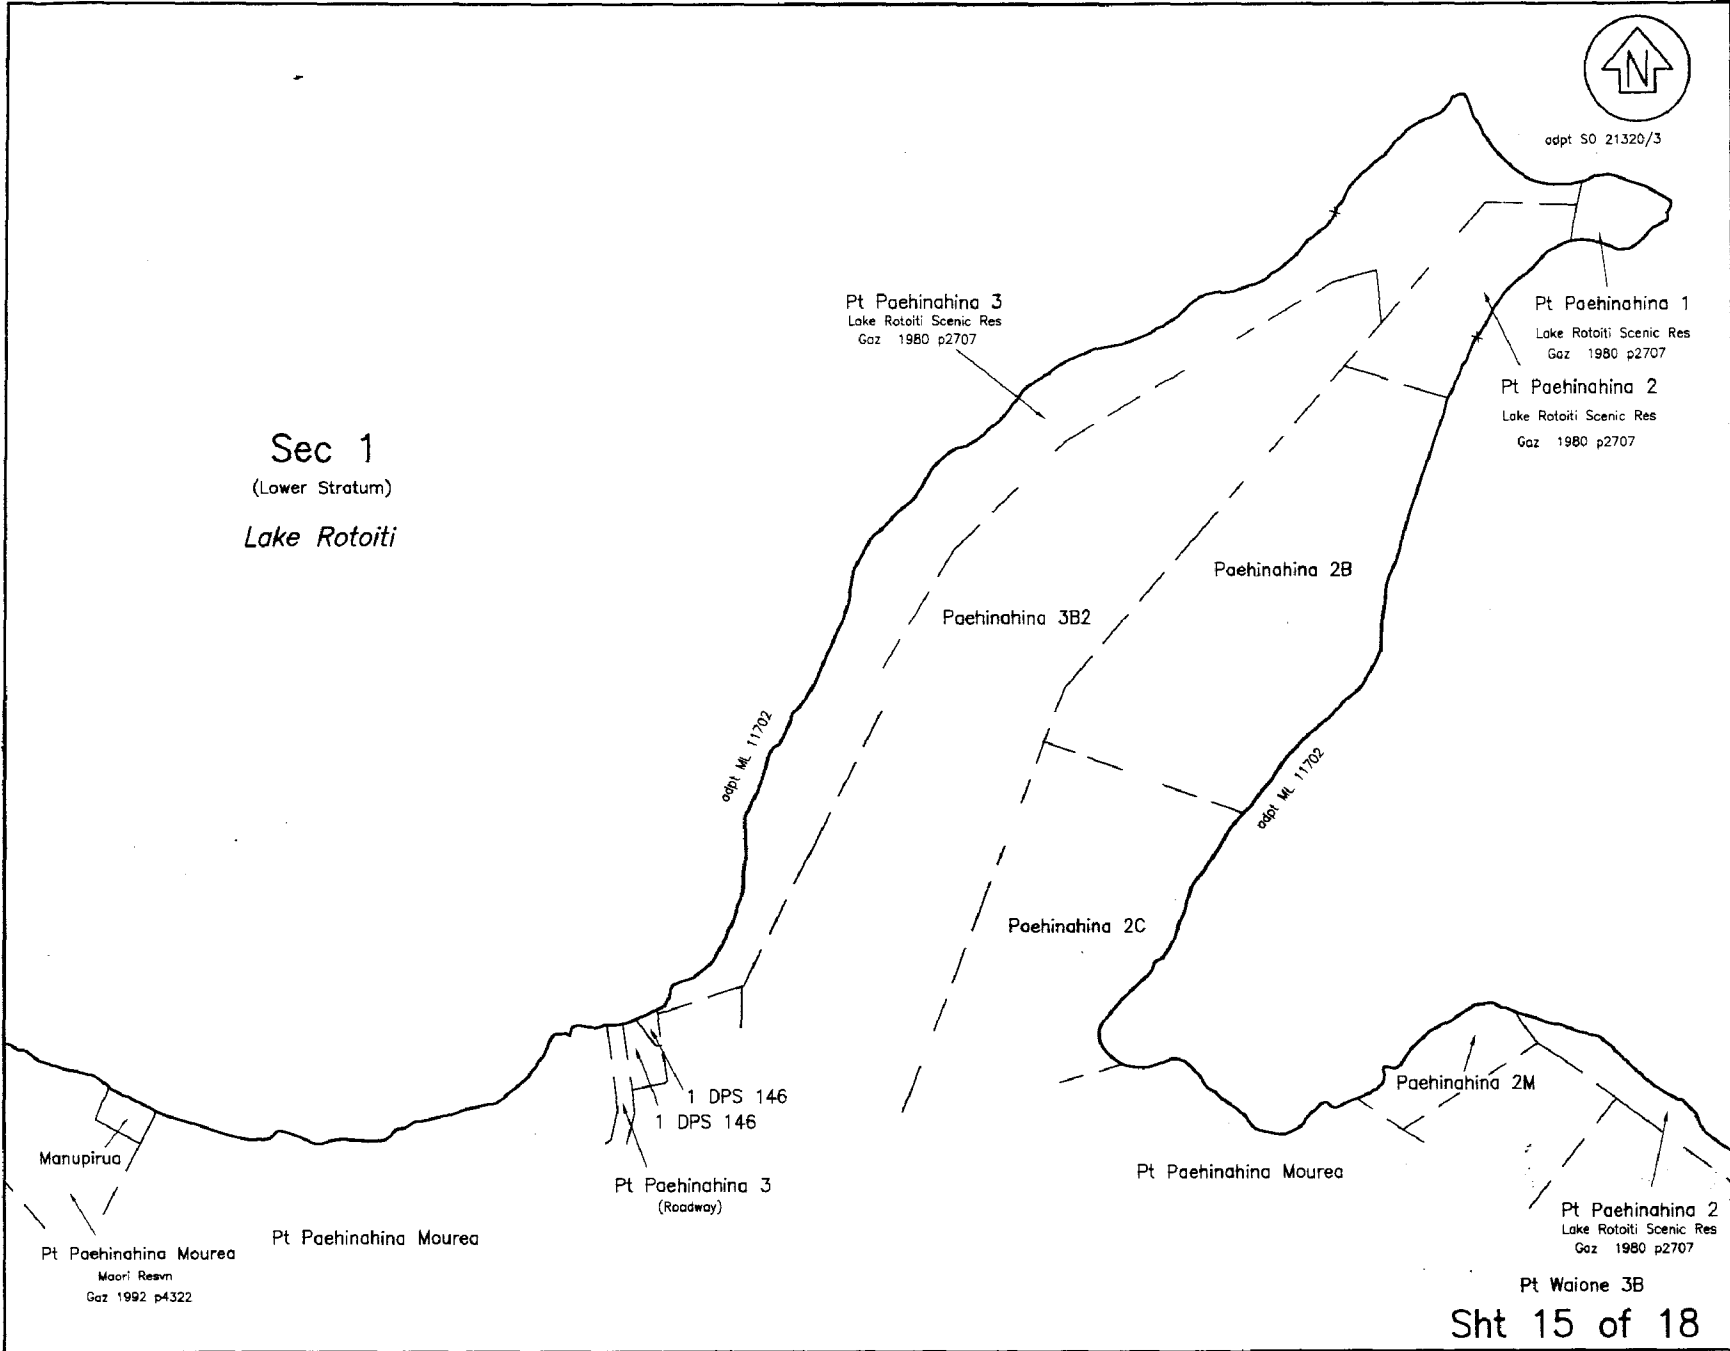 N
adpt SO 21320/3
Pt Paehinahina 3
Lake Rotoiti Scenic Res
Gaz 1980 p2707
Pt Paehinahina 1
Lake Rotoiti Scenic Res
Gaz 1980 p2707
Pt Paehinahina 2
Lake Rotoiti Scenic Res
Gaz 1980 p2707
Sec 1
(Lower Stratum)
Lake Rotoiti
Paehinahina 2B
Paehinahina 3B2
adpt ML 11702
adpt ML 11702
Paehinahina 2C
Paehinahina 2M
1 DPS 146
1 DPS 146
Manupirua
Pt Paehinahina 3
(Roadway)
Pt Paehinahina Mourea
Pt Paehinahina Mourea
Pt Paehinahina Mourea
Maori Resvn
Gaz 1992 p4322
Pt Paehinahina 2
Lake Rotoiti Scenic Res
Gaz 1980 p2707
Pt Waione 3B
Sht 15 of 18